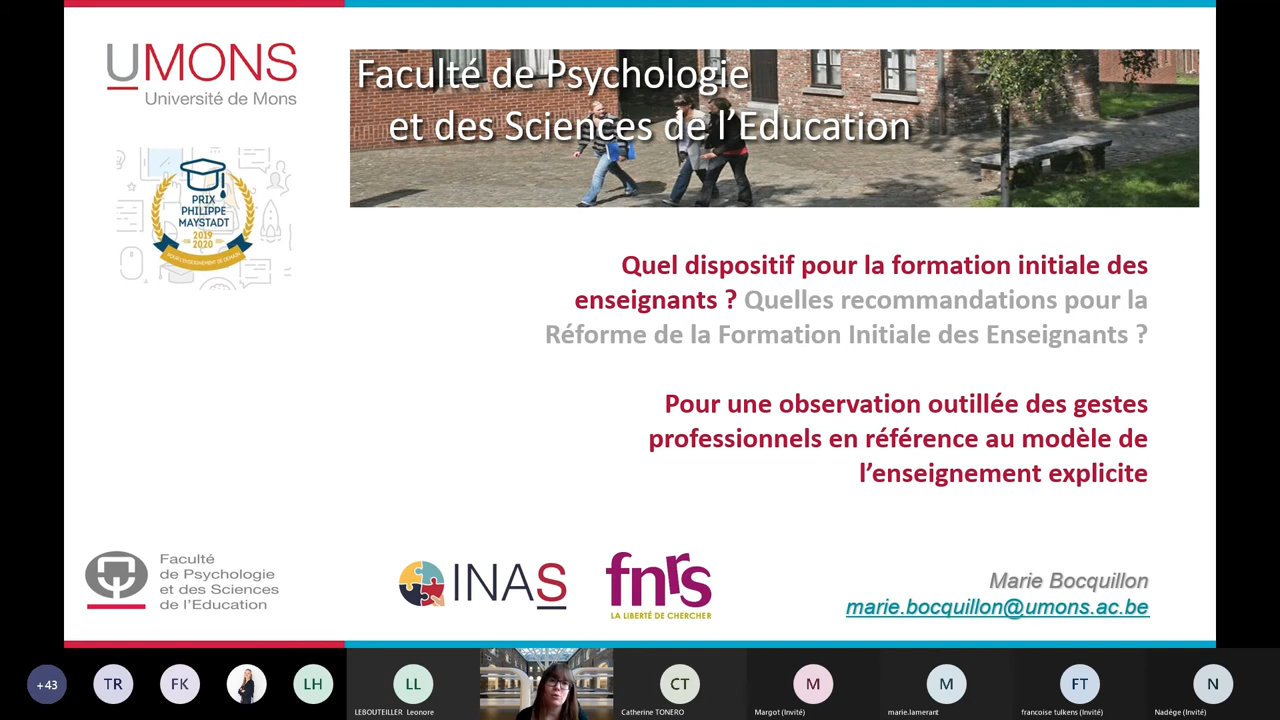 UMONS
Université de Mons
Faculté de Psychologie
et des Sciences de l'Education
PRIX
PHILIPPE
MAYSTADT
2019
2020
POUR L'ENSEIGNEMENT DE DEMAIN
Quel dispositif pour la formation initiale des
enseignants ? Quelles recommandations pour la
Réforme de la Formation Initiale des Enseignants ?
Pour une observation outillée des gestes
professionnels en référence au modèle de
l'enseignement explicite
Faculté
de Psychologie
et des Sciences
de l'Education
INAS
fnrs
LA LIBERTÉ DE CHERCHER
Marie Bocquillon
marie.bocquillon@umons.ac.be
+43
TR
FK
LH
LL
CT
M
M
FT
N
LEBOUTEILLER Leonore
Catherine TONERO
Margot (Invité)
marie.lamerant
francoise tulkens (Invité)
Nadège (Invité)